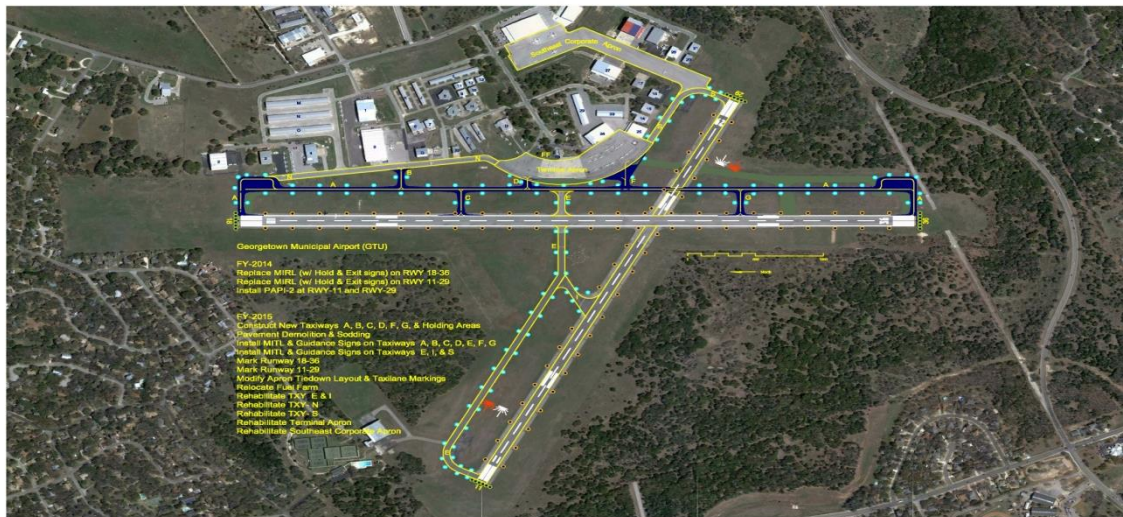 Southeast Corporate Apron
Terminal Apron
N
B
A
A
D
F
A
A
C
E
G
E
18
36
29
11
Georgetown Municipal Airport (GTU)
FY-2014
Replace MIRL (w/ Hold & Exit signs) on RWY 18-36
Replace MIRL (w/ Hold & Exit signs) on RWY 11-29
Install PAPI-2 at RWY-11 and RWY-29
FY-2015
Construct New Taxiways A, B, C, D, F, G, & Holding Areas
Pavement Demolition & Sodding
Install MITL & Guidance Signs on Taxiways A, B, C, D, E, F, G
Install MITL & Guidance Signs on Taxiways E, I, & S
Mark Runway 18-36
Mark Runway 11-29
Modify Apron Tiedown Layout & Taxilane Markings
Relocate Fuel Farm
Rehabilitate TXY E & I
Rehabilitate TXY- N
Rehabilitate TXY- S
Rehabilitate Terminal Apron
Rehabilitate Southeast Corporate Apron